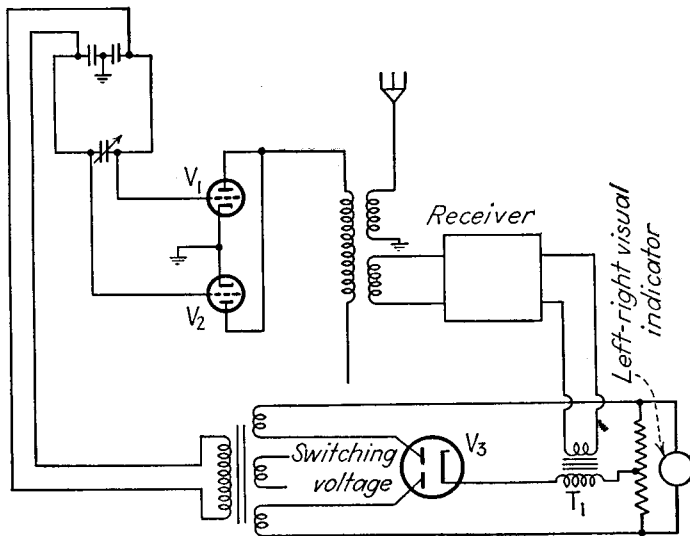 V1
V2
Receiver
Left-right visual
indicator
Switching
voltage
V3
T1